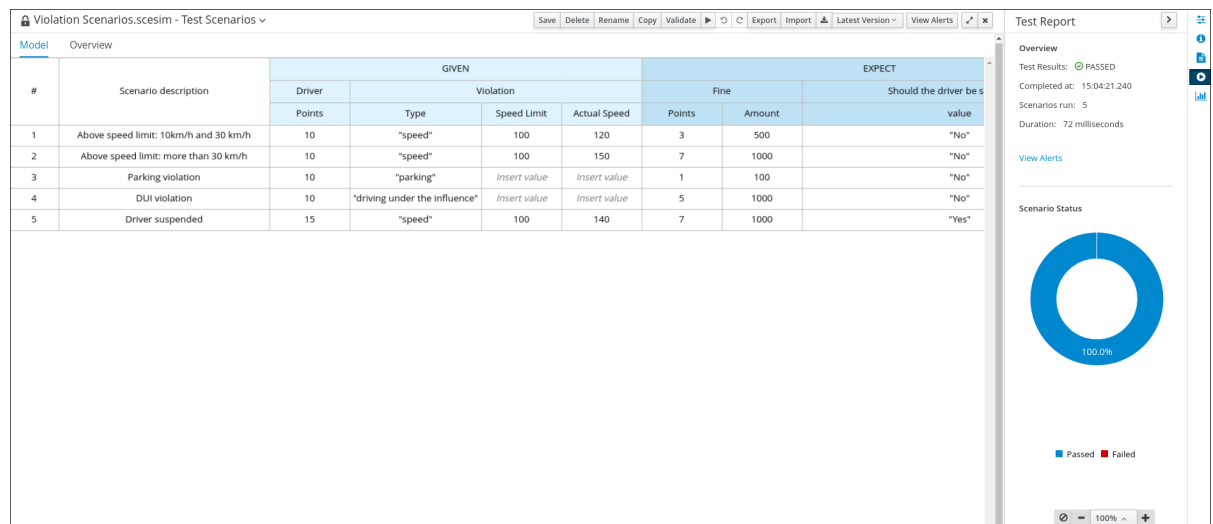 Violation Scenarios.scesim - Test Scenarios
Save Delete Rename Copy Validate Export Import Latest Version View Alerts
Model Overview
GIVEN EXPECT
# Scenario description Driver Violation Fine Should the driver be s
Points Type Speed Limit Actual Speed Points Amount value
1 Above speed limit: 10km/h and 30 km/h 10 "speed" 100 120 3 500 "No"
2 Above speed limit: more than 30 km/h 10 "speed" 100 150 7 1000 "No"
3 Parking violation 10 "parking" Insert value Insert value 1 100 "No"
4 DUI violation 10 "driving under the influence" Insert value Insert value 5 1000 "No"
5 Driver suspended 15 "speed" 100 140 7 1000 "Yes"
Test Report
Overview
Test Results: PASSED
Completed at: 15:04:21.240
Scenarios run: 5
Duration: 72 milliseconds
View Alerts
Scenario Status
100.0%
Passed Failed
100%